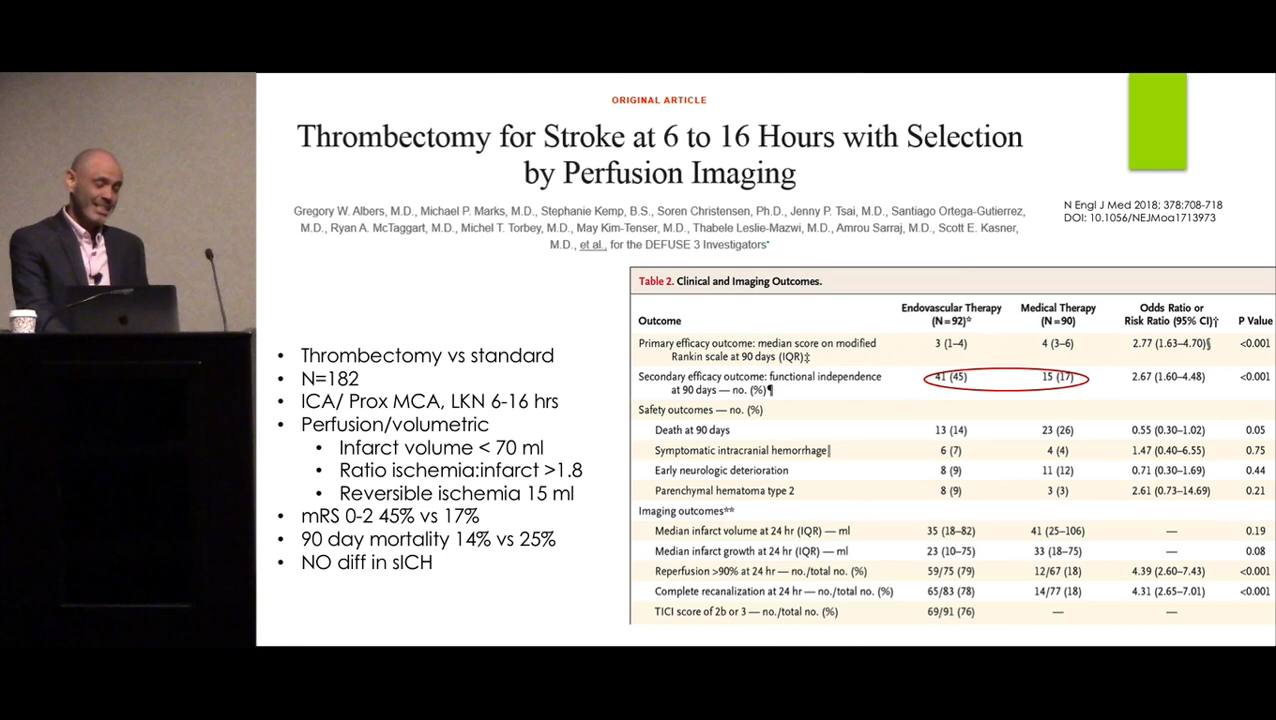 ORIGINAL ARTICLE
Thrombectomy for Stroke at 6 to 16 Hours with Selection
by Perfusion Imaging
Gregory W. Albers, M.D., Michael P. Marks, M.D., Stephanie Kemp, B.S., Soren Christensen, Ph.D., Jenny P. Tsai, M.D., Santiago Ortega-Gutierrez,
M.D., Ryan A. McTaggart, M.D., Michel T. Torbey, M.D., May Kim-Tenser, M.D., Thabele Leslie-Mazwi, M.D., Amrou Sarraj, M.D., Scott E. Kasner,
M.D., et al., for the DEFUSE 3 Investigators*
N Engl J Med 2018; 378:708-718
DOI: 10.1056/NEJMoa1713973
• Thrombectomy vs standard
• N=182
• ICA/ Prox MCA, LKN 6-16 hrs
• Perfusion/volumetric
• Infarct volume < 70 ml
• Ratio ischemia:infarct >1.8
• Reversible ischemia 15 ml
• mRS 0-2 45% vs 17%
• 90 day mortality 14% vs 25%
• NO diff in sICH
Table 2. Clinical and Imaging Outcomes.
Outcome Endovascular Therapy (N=92)* Medical Therapy (N=90) Odds Ratio or Risk Ratio (95% CI)† P Value
Primary efficacy outcome: median score on modified 3 (1–4) 4 (3–6) 2.77 (1.63–4.70)§ <0.001
Rankin scale at 90 days (IQR)‡
Secondary efficacy outcome: functional independence 41 (45) 15 (17) 2.67 (1.60–4.48) <0.001
at 90 days — no. (%)¶
Safety outcomes — no. (%)
Death at 90 days 13 (14) 23 (26) 0.55 (0.30–1.02) 0.05
Symptomatic intracranial hemorrhage‖ 6 (7) 4 (4) 1.47 (0.40–6.55) 0.75
Early neurologic deterioration 8 (9) 11 (12) 0.71 (0.30–1.69) 0.44
Parenchymal hematoma type 2 8 (9) 3 (3) 2.61 (0.73–14.69) 0.21
Imaging outcomes**
Median infarct volume at 24 hr (IQR) — ml 35 (18–82) 41 (25–106) — 0.19
Median infarct growth at 24 hr (IQR) — ml 23 (10–75) 33 (18–75) — 0.08
Reperfusion >90% at 24 hr — no./total no. (%) 59/75 (79) 12/67 (18) 4.39 (2.60–7.43) <0.001
Complete recanalization at 24 hr — no./total no. (%) 65/83 (78) 14/77 (18) 4.31 (2.65–7.01) <0.001
TICI score of 2b or 3 — no./total no. (%) 69/91 (76) — —